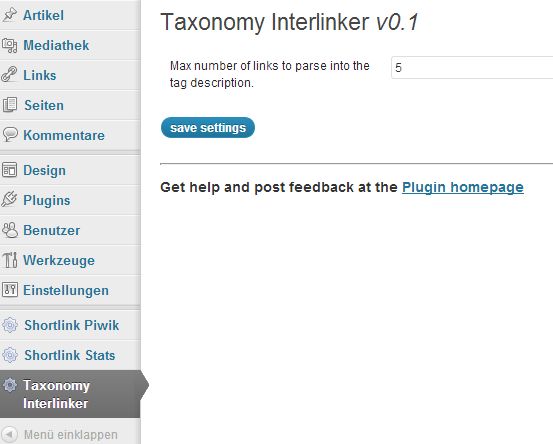 Artikel
Mediathek
Links
Seiten
Kommentare
Design
Plugins
Benutzer
Werkzeuge
Einstellungen
Shortlink Piwik
Shortlink Stats
Taxonomy
Interlinker
Menü einklappen
Taxonomy Interlinker v0.1
Max number of links to parse into the
tag description.
5
save settings
Get help and post feedback at the Plugin homepage